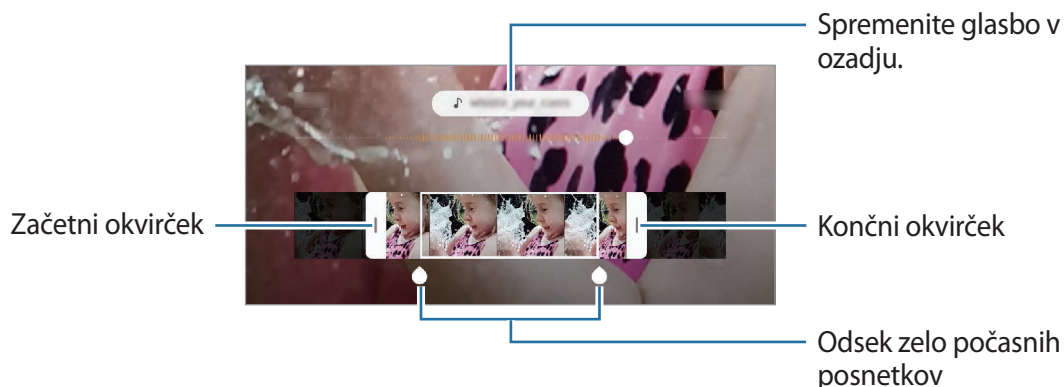 Spremenite glasbo v
ozadju.
Začetni okvirček
Končni okvirček
Odsek zelo počasnih
posnetkov